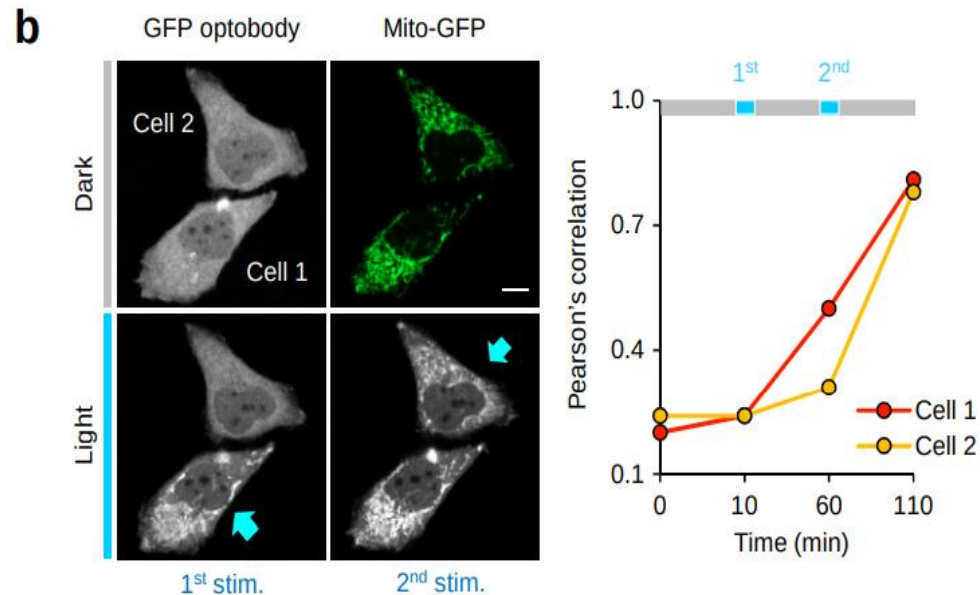 b
GFP optobody
Mito-GFP
Dark
Cell 2
Cell 1
Light
1st stim.
2nd stim.
1st
2nd
Pearson's correlation
1.0
0.7
0.4
0.1
Cell 1
Cell 2
0
10
60
110
Time (min)